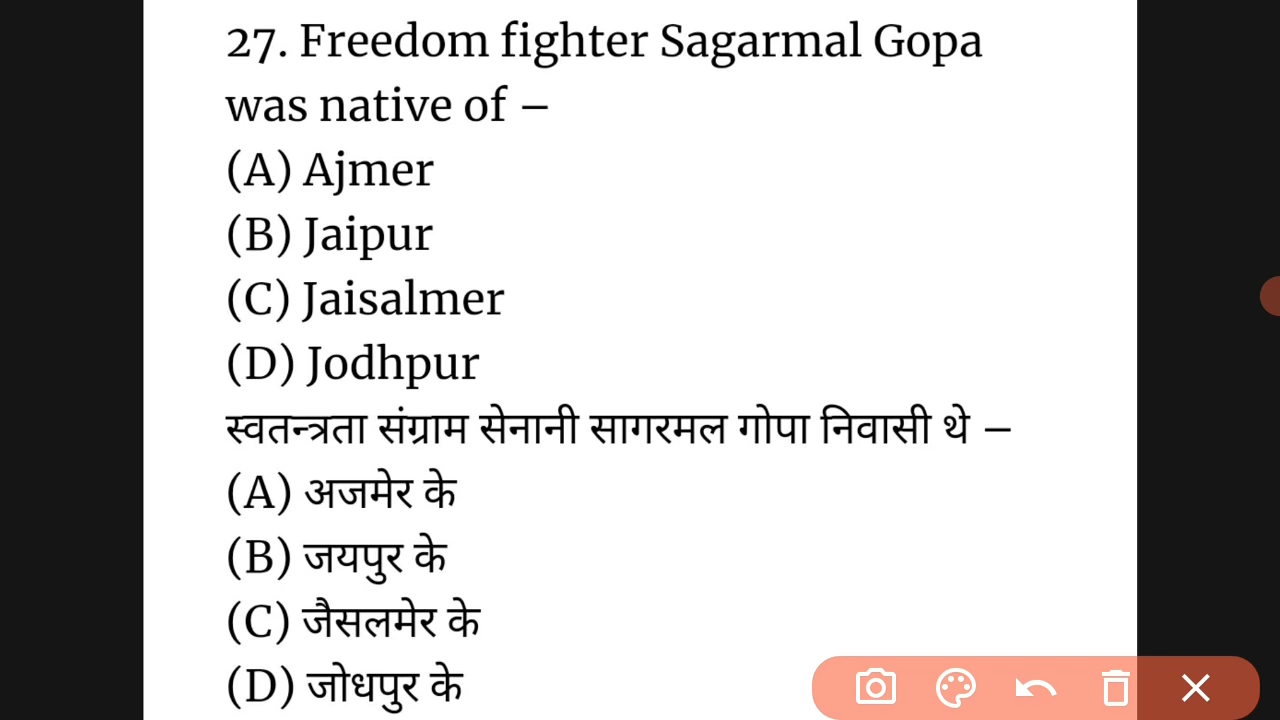 27. Freedom fighter Sagarmal Gopa
was native of –
(A) Ajmer
(B) Jaipur
(C) Jaisalmer
(D) Jodhpur
स्वतन्त्रता संग्राम सेनानी सागरमल गोपा निवासी थे –
(A) अजमेर के
(B) जयपुर के
(C) जैसलमेर के
(D) जोधपुर के